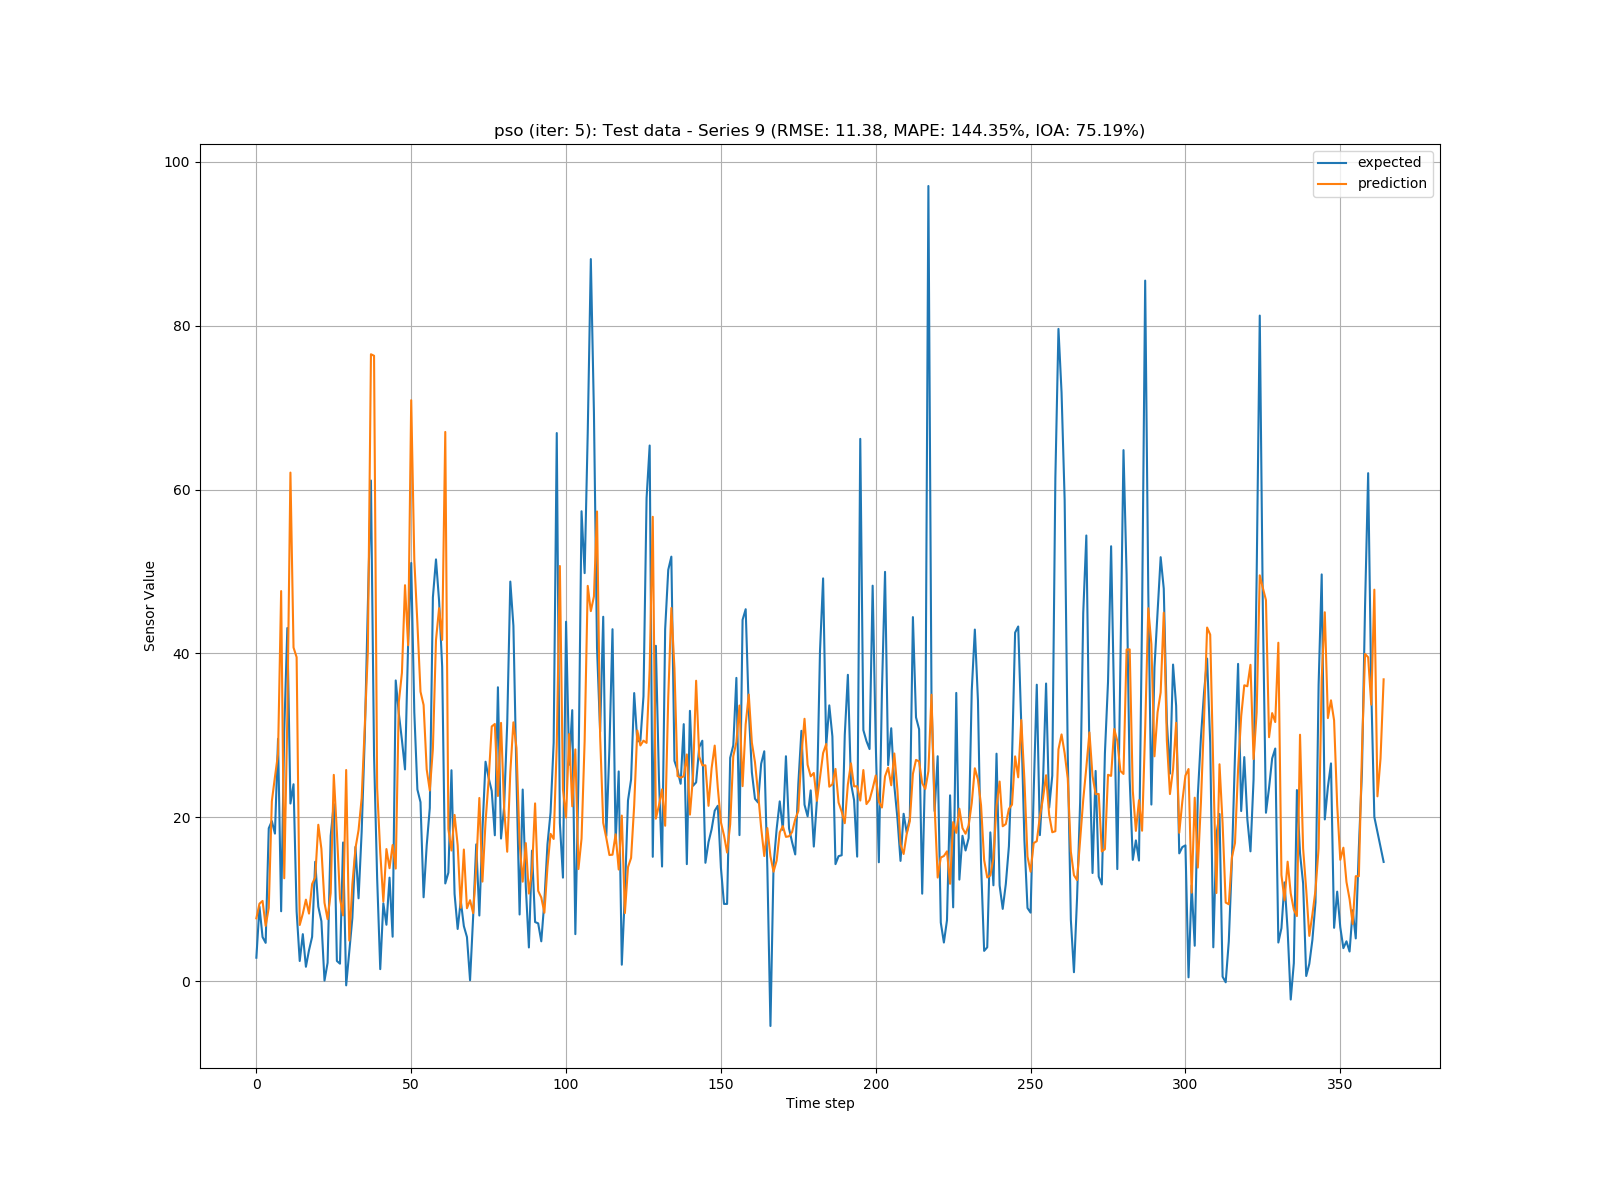 pso (iter: 5): Test data - Series 9 (RMSE: 11.38, MAPE: 144.35%, IOA: 75.19%)
expected
prediction
100
80
60
40
20
0
Sensor Value
0 50 100 150 200 250 300 350
Time step